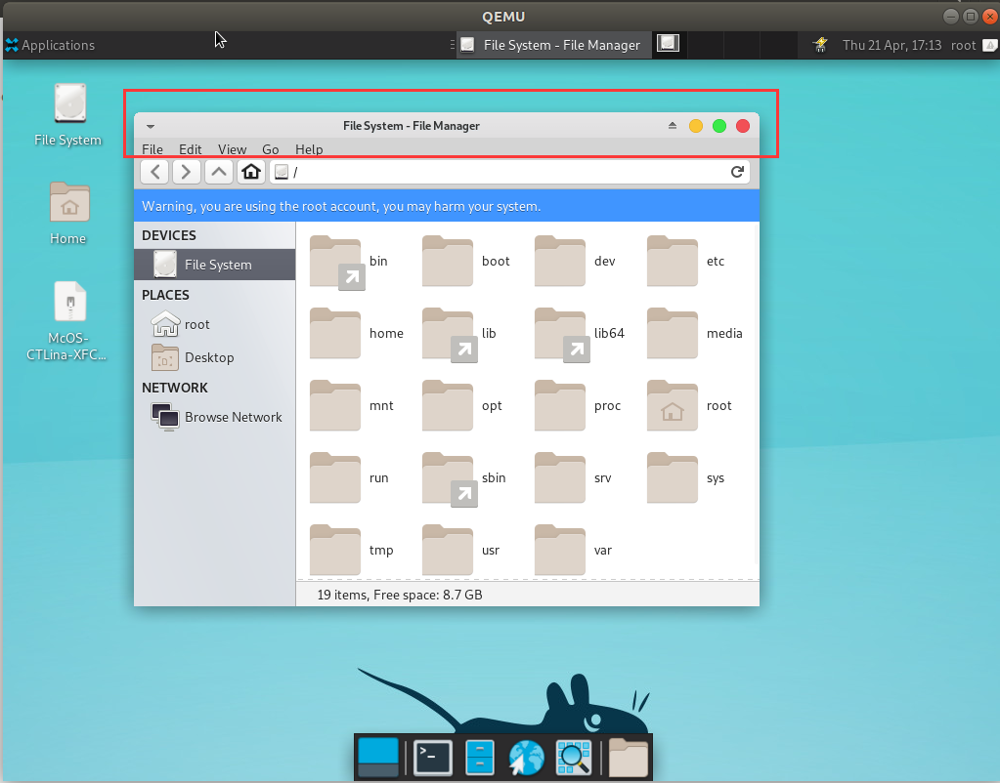 QEMU
Applications
File System - File Manager
Thu 21 Apr, 17:13
root
File System
Home
McOS-
CTLina-XFC...
File System - File Manager
File Edit View Go Help
/
Warning, you are using the root account, you may harm your system.
DEVICES
File System
PLACES
root
Desktop
NETWORK
Browse Network
bin
boot
dev
etc
home
lib
lib64
media
mnt
opt
proc
root
run
sbin
srv
sys
tmp
usr
var
19 items, Free space: 8.7 GB